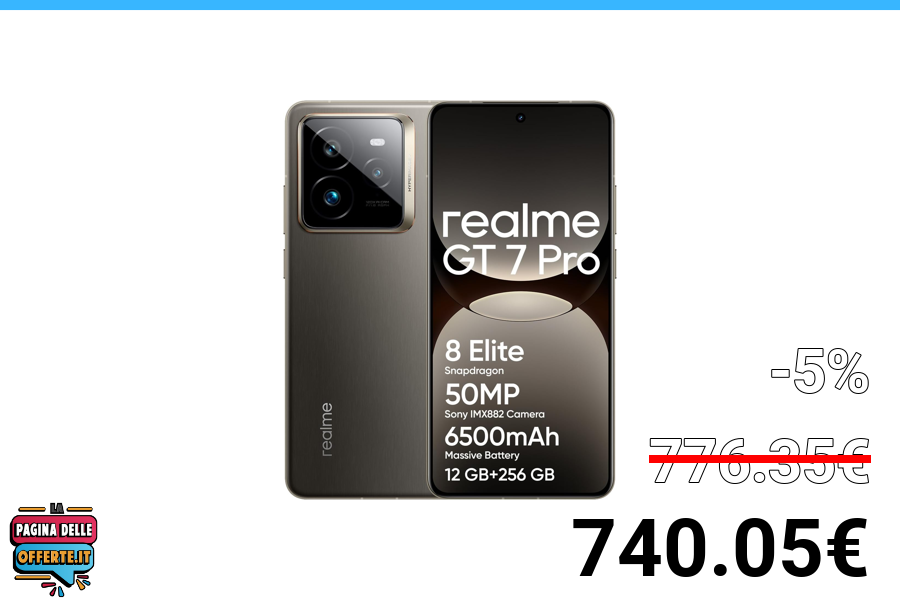 realme
GT 7 Pro
8 Elite
Snapdragon
50MP
Sony IMX882 Camera
6500mAh
Massive Battery
12 GB+256 GB
realme
-5%
776.35€
740.05€
LA
PAGINA DELLE
OFFERTE.IT